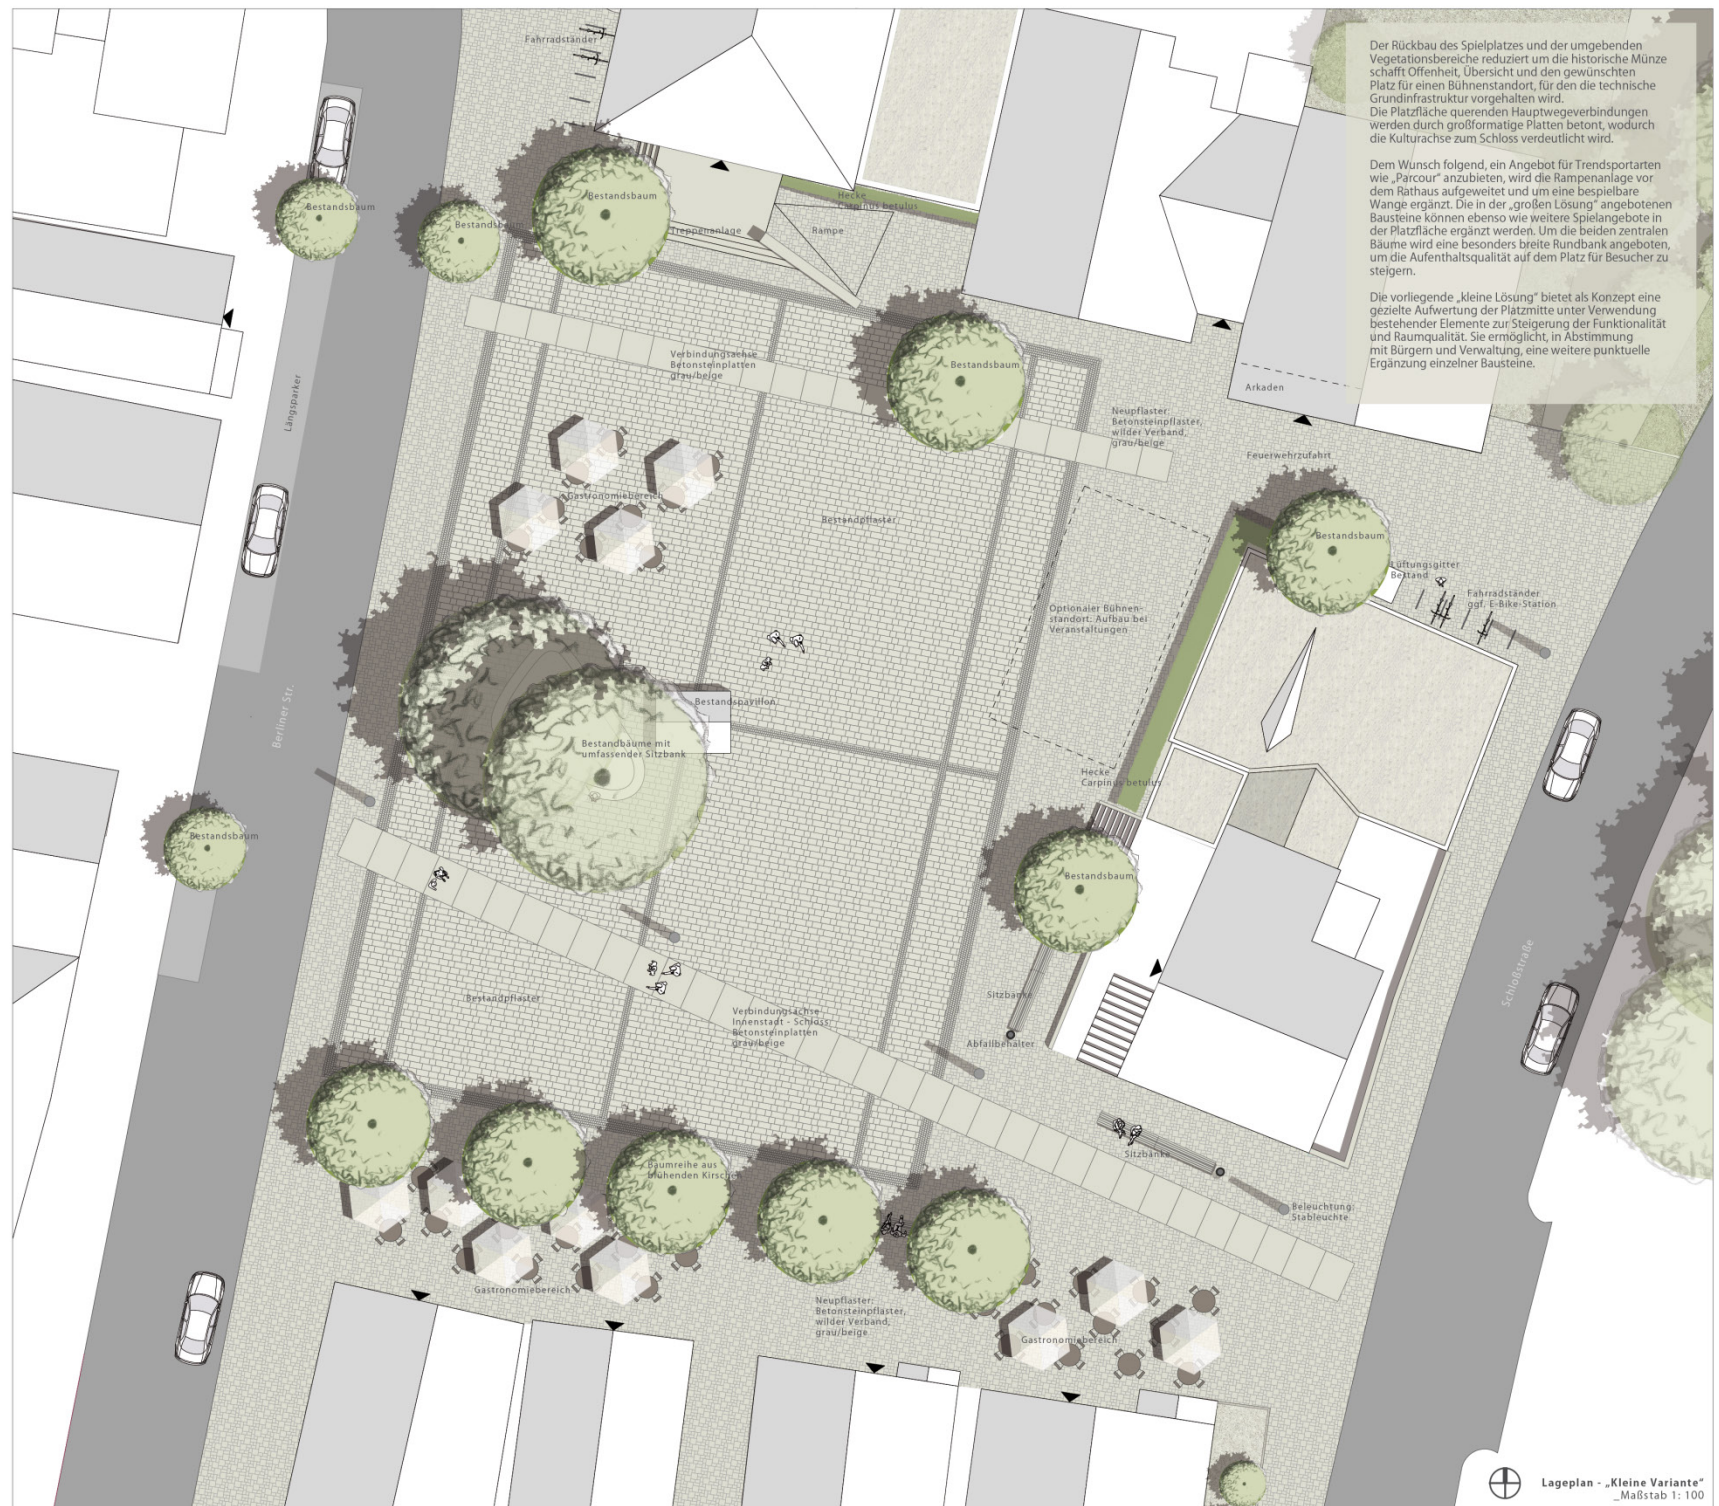 Der Rückbau des Spielplatzes und der umgebenden
Vegetationsbereiche reduziert um die historische Münze
schafft Offenheit, Übersicht und den gewünschten
Platz für einen Bühnenstandort, für den die technische
Grundinfrastruktur vorgehalten wird.
Die Platzfläche querenden Hauptwegeverbindungen
werden durch großformatige Platten betont, wodurch
die Kulturachse zum Schloss verdeutlicht wird.
Dem Wunsch folgend, ein Angebot für Trendsportarten
wie „Parcour" anzubieten, wird die Rampenanlage vor
dem Rathaus aufgeweitet und um eine bespielbare
Wange ergänzt. Die in der „großen Lösung" angebotenen
Bausteine können ebenso wie weitere Spielangebote in
der Platzfläche ergänzt werden. Um die beiden zentralen
Bäume wird eine besonders breite Rundbank angeboten,
um die Aufenthaltsqualität auf dem Platz für Besucher zu
steigern.
Die vorliegende „kleine Lösung" bietet als Konzept eine
gezielte Aufwertung der Platzmitte unter Verwendung
bestehender Elemente zur Steigerung der Funktionalität
und Raumqualität. Sie ermöglicht, in Abstimmung
mit Bürgern und Verwaltung, eine weitere punktuelle
Ergänzung einzelner Bausteine.
Fahrradständer
Bestandsbaum
Bestandsbaum
Bestandsbaum
Hecke
Carpinus betulus
Treppenanlage
Rampe
Verbindungsachse
Betonsteinplatten
grau/beige
Bestandsbaum
Arkaden
Längsparker
Neupflaster:
Betonsteinpflaster,
wilder Verband,
grau/beige
Feuerwehrzufahrt
Gastronomiebereich
Bestandpflaster
Bestandsbaum
Lüftungsgitter
Bestand
Fahrradständer
ggf. E-Bike-Station
Optionaler Bühnen-
standort: Aufbau bei
Veranstaltungen
Berliner Str.
Bestandspavillon
Bestandbäume mit
umfassender Sitzbank
Hecke
Carpinus betulus
Bestandsbaum
Bestandsbaum
Schloßstraße
Bestandpflaster
Sitzbänke
Verbindungsachse
Innenstadt - Schloss:
Betonsteinplatten
grau/beige
Abfallbehälter
Sitzbänke
Baumreihe aus
blühenden Kirschen
Beleuchtung:
Stableuchte
Gastronomiebereich
Neupflaster:
Betonsteinpflaster,
wilder Verband,
grau/beige
Gastronomiebereich
Lageplan - „Kleine Variante"
_Maßstab 1: 100